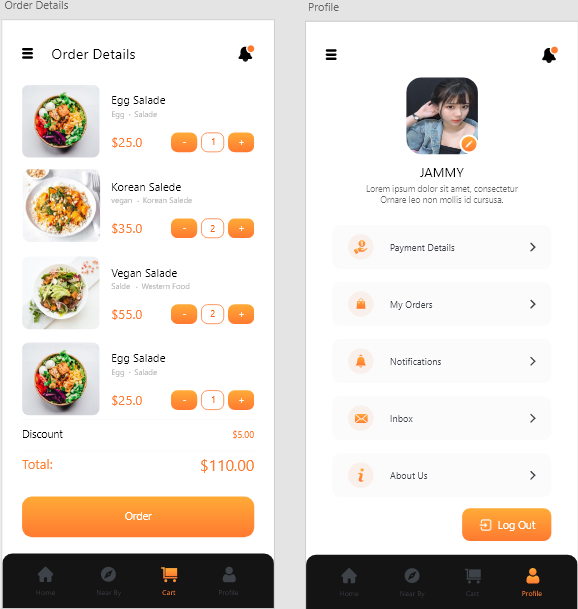 Order Details
Order Details
Egg Salade
Egg - Salade
$25.0
- 1 +
Korean Salede
vegan - Korean Salede
$35.0
- 2 +
Vegan Salady
Salde - Western Food
$55.0
- 2 +
Egg Salade
Egg - Salade
$25.0
- 1 +
Discount $5.00
Total: $110.00
Order
Home Near By Cart Profile
Profile
JAMMY
Lorem ipsum dolor sit amet, consectetur
Ornare leo non mollis id cursusa.
Payment Details
My Orders
Notifications
Inbox
About Us
Log Out
Home Near By Cart Profile